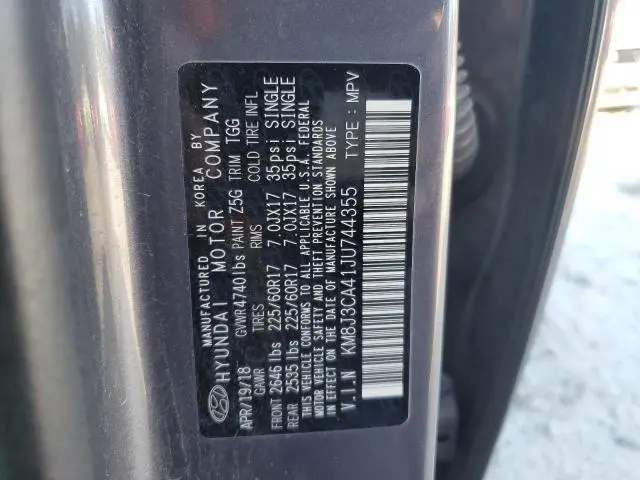 MANUFACTURED IN KOREA BY
HYUNDAI MOTOR COMPANY
APR/19/18 GVWR4740lbs PAINT Z5G TRIM TGG
GAWR TIRES RIMS COLD TIRE INFL
FRONT 2646 lbs 225/60R17 7.0JX17 35psi SINGLE
REAR 2535 lbs 225/60R17 7.0JX17 35psi SINGLE
THIS VEHICLE CONFORMS TO ALL APPLICABLE U.S.A. FEDERAL
MOTOR VEHICLE SAFETY AND THEFT PREVENTION STANDARDS
IN EFFECT ON THE DATE OF MANUFACTURE SHOWN ABOVE
V.I.N KM8J3CA41JU744355 TYPE : MPV